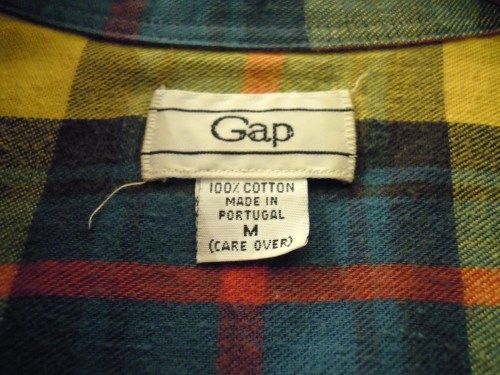 Gap
100% COTTON
MADE IN
PORTUGAL
M
(CARE OVER)